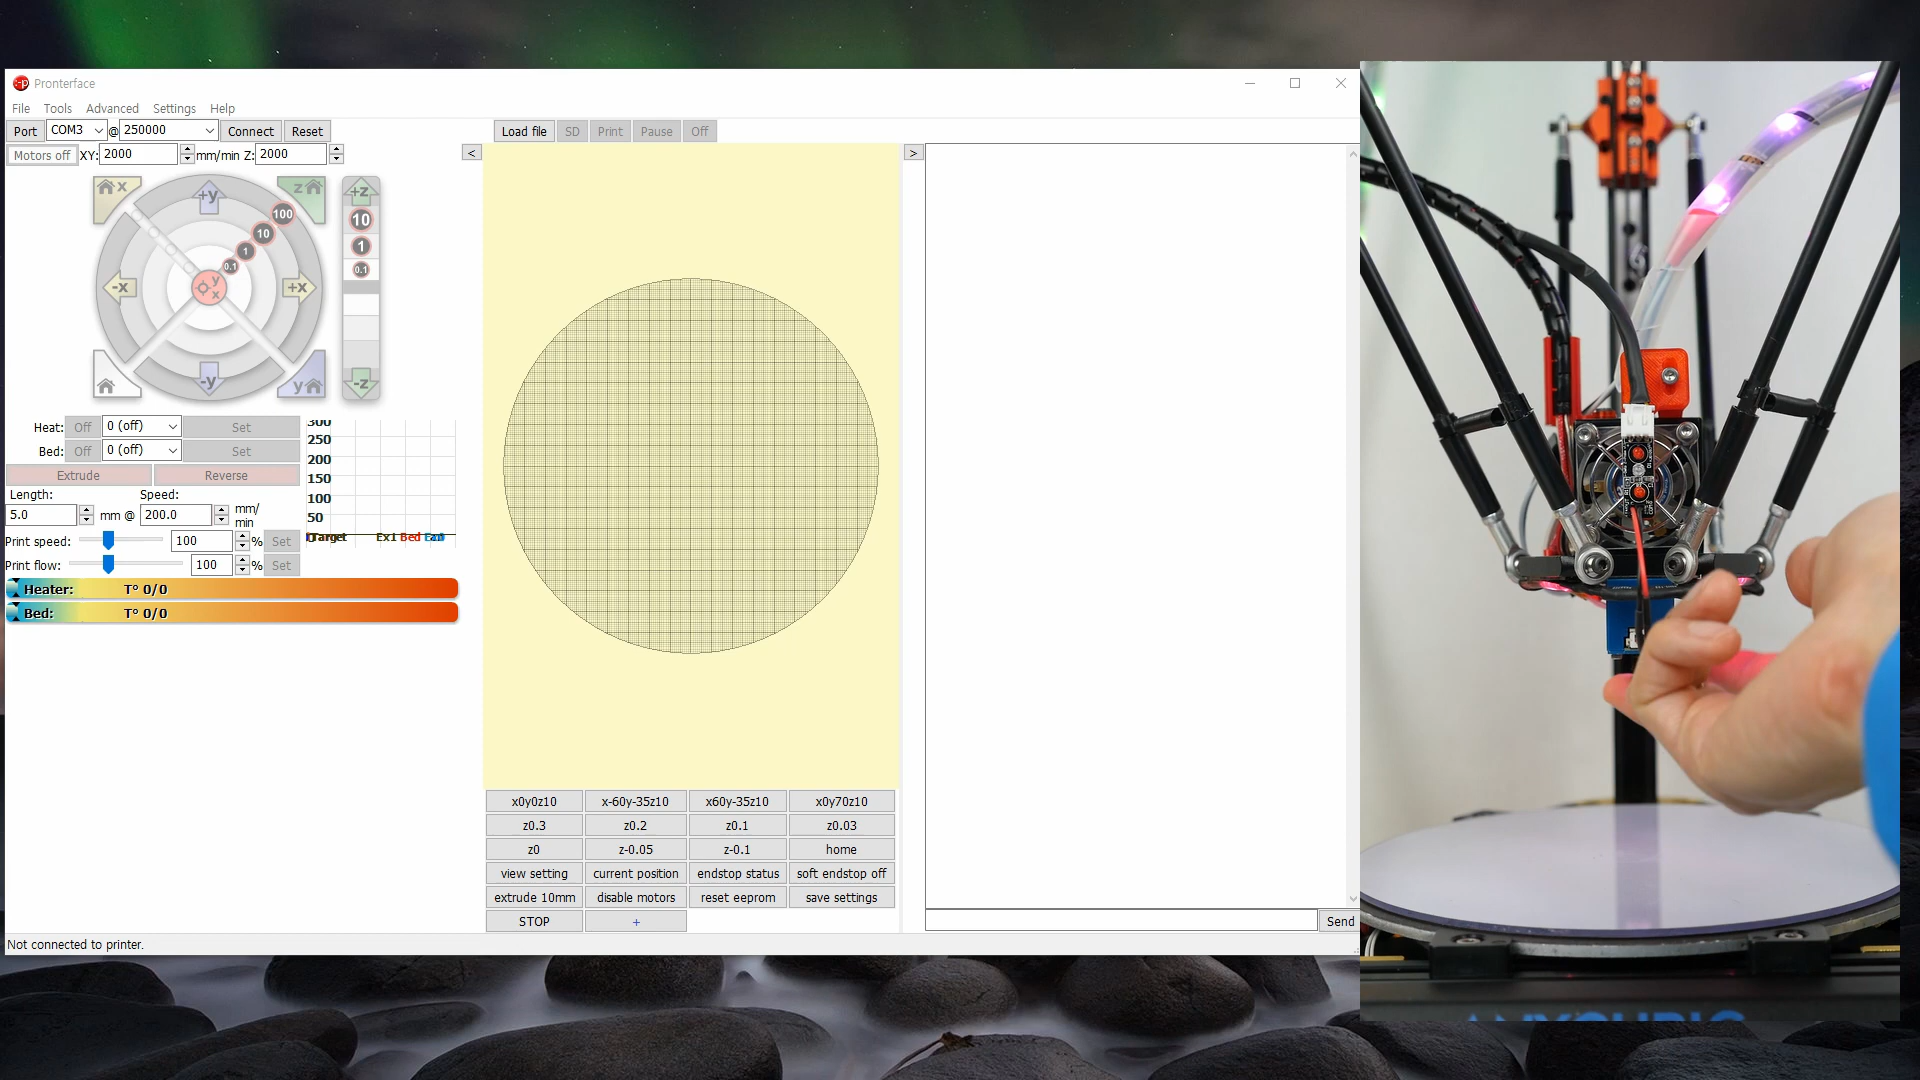 Pronterface
File Tools Advanced Settings Help
Port COM3 @ 250000 Connect Reset
Load file SD Print Pause Off
Motors off XY: 2000 mm/min Z: 2000
<
>
x
+y
z
100
10
1
0.1
-x
y
x
+x
-y
y
+z
10
1
0.1
-z
Heat: Off 0 (off) Set
Bed: Off 0 (off) Set
Extrude Reverse
Length: Speed:
5.0 mm @ 200.0 mm/
min
Print speed: 100 % Set
Print flow: 100 % Set
300
250
200
150
100
50
0
Target Ex1 Bed Ex0
Heater: T° 0/0
Bed: T° 0/0
x0y0z10 x-60y-35z10 x60y-35z10 x0y70z10
z0.3 z0.2 z0.1 z0.03
z0 z-0.05 z-0.1 home
view setting current position endstop status soft endstop off
extrude 10mm disable motors reset eeprom save settings
STOP +
Send
Not connected to printer.
ANYCUBIC